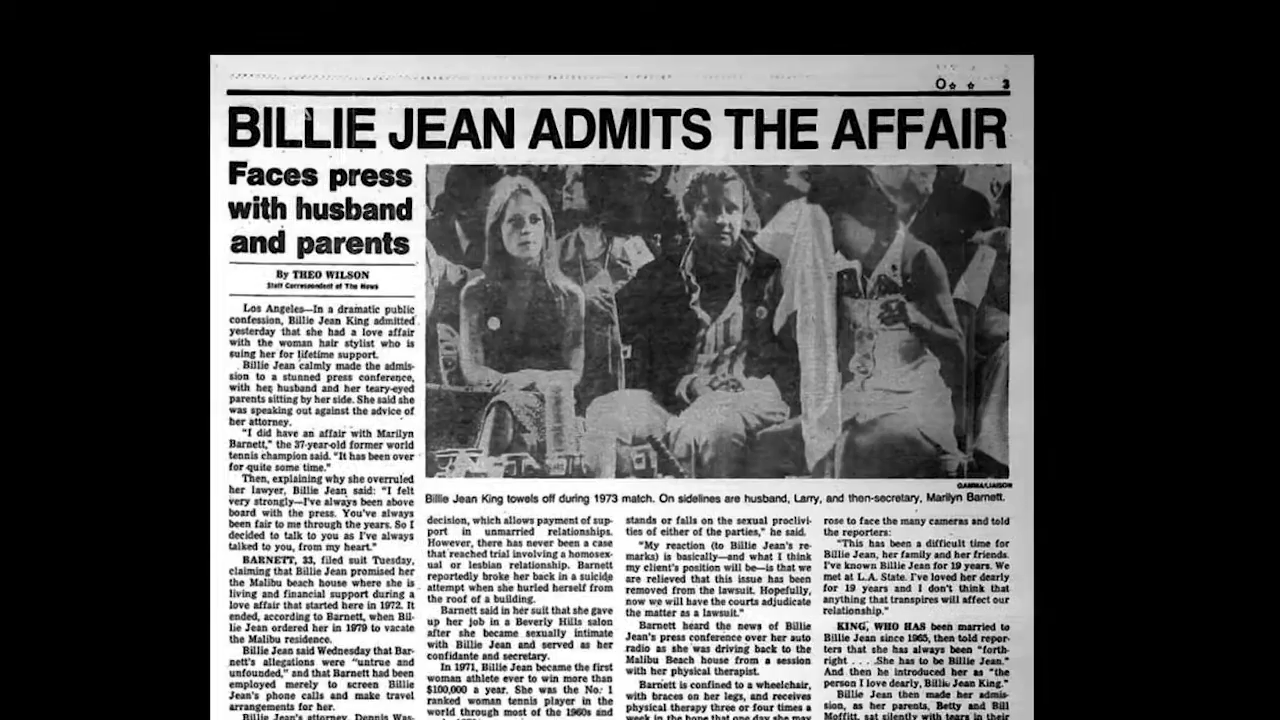 3
BILLIE JEAN ADMITS THE AFFAIR
Faces press
with husband
and parents
By THEO WILSON
Staff Correspondent of The News
Los Angeles—In a dramatic public
confession, Billie Jean King admitted
yesterday that she had a love affair
with the woman hair stylist who is
suing her for lifetime support.
Billie Jean calmly made the admis-
sion to a stunned press conference,
with her husband and her teary-eyed
parents sitting by her side. She said she
was speaking out against the advice of
her attorney.
"I did have an affair with Marilyn
Barnett," the 37-year-old former world
tennis champion said. "It has been over
for quite some time."
Then, explaining why she overruled
her lawyer, Billie Jean said: "I felt
very strongly—I've always been above
board with the press. You've always
been fair to me through the years. So I
decided to talk to you as I've always
talked to you, from my heart."
BARNETT, 33, filed suit Tuesday,
claiming that Billie Jean promised her
the Malibu beach house where she is
living and financial support during a
love affair that started here in 1972. It
ended, according to Barnett, when Bil-
lie Jean ordered her in 1979 to vacate
the Malibu residence.
Billie Jean said Wednesday that Bar-
nett's allegations were "untrue and
unfounded," and that Barnett had been
employed merely to screen Billie
Jean's phone calls and make travel
arrangements for her.
Billie Jean's attorney, Dennis Was-
GAMMA/LIAISON
Billie Jean King towels off during 1973 match. On sidelines are husband, Larry, and then-secretary, Marilyn Barnett.
decision, which allows payment of sup-
port in unmarried relationships.
However, there has never been a case
that reached trial involving a homosex-
ual or lesbian relationship. Barnett
reportedly broke her back in a suicide
attempt when she hurled herself from
the roof of a building.
Barnett said in her suit that she gave
up her job in a Beverly Hills salon
after she became sexually intimate
with Billie Jean and served as her
confidante and secretary.
In 1971, Billie Jean became the first
woman athlete ever to win more than
$100,000 a year. She was the No. 1
ranked woman tennis player in the
world through most of the 1960s and
stands or falls on the sexual proclivi-
ties of either of the parties," he said.
"My reaction (to Billie Jean's re-
marks) is basically—and what I think
my client's position will be—is that we
are relieved that this issue has been
removed from the lawsuit. Hopefully,
now we will have the courts adjudicate
the matter as a lawsuit."
Barnett heard the news of Billie
Jean's press conference over her auto
radio as she was driving back to the
Malibu Beach house from a session
with her physical therapist.
Barnett is confined to a wheelchair,
with braces on her legs, and receives
physical therapy three or four times a
week in the hope that one day she may
rose to face the many cameras and told
the reporters:
"This has been a difficult time for
Billie Jean, her family and her friends.
I've known Billie Jean for 19 years. We
met at L.A. State. I've loved her dearly
for 19 years and I don't think that
anything that transpires will affect our
relationship."
KING, WHO HAS been married to
Billie Jean since 1965, then told repor-
ters that she has always been "forth-
right . . . .She has to be Billie Jean."
And then he introduced her as "the
person I love dearly, Billie Jean King."
Billie Jean then made her admis-
sion, as her parents, Betty and Bill
Moffitt, sat silently with tears in their